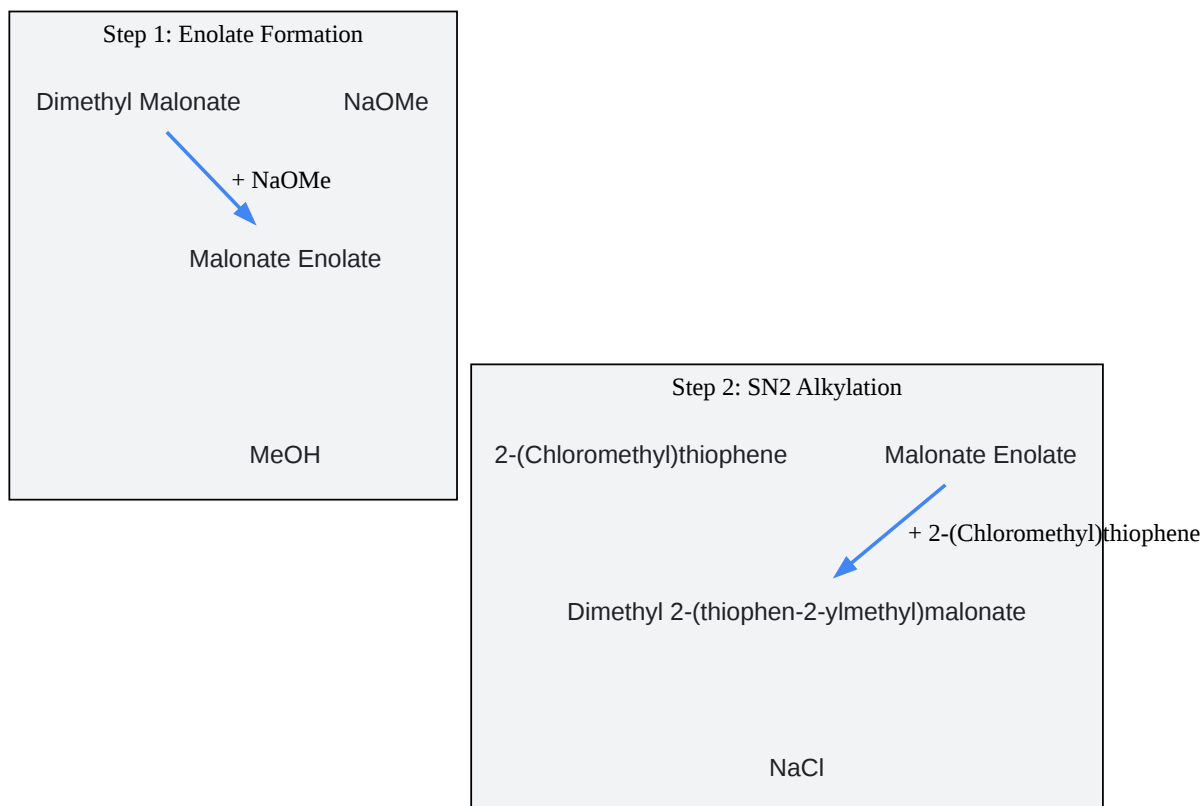 Step 1: Enolate Formation
Dimethyl Malonate NaOMe
+ NaOMe
Malonate Enolate
MeOH
Step 2: SN2 Alkylation
2-(Chloromethyl)thiophene Malonate Enolate
+ 2-(Chloromethyl)thiophene
Dimethyl 2-(thiophen-2-ylmethyl)malonate
NaCl